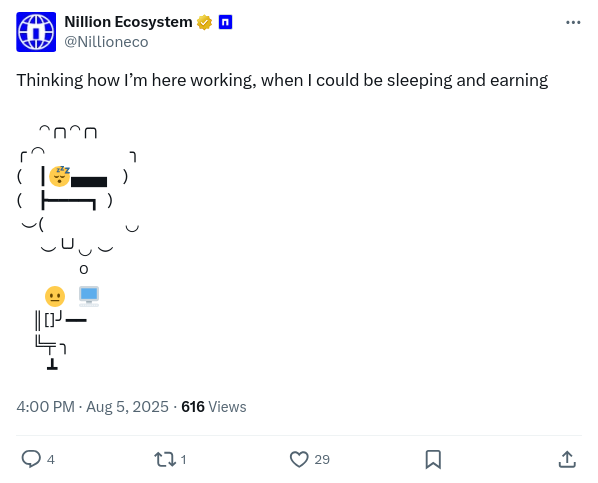 Nillion Ecosystem
@Nillioneco
Thinking how I’m here working, when I could be sleeping and earning
o
4:00 PM · Aug 5, 2025 · 616 Views
4
1
29